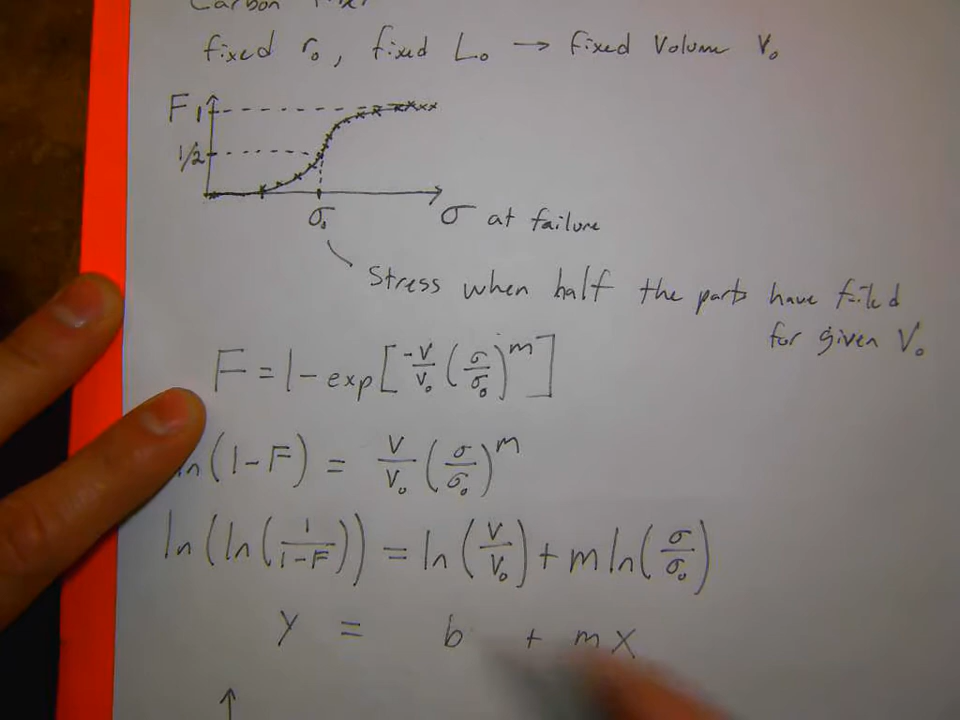 Carbon
fixed r₀, fixed L₀ → fixed Volume V₀
F 1
1/2
σ₀
σ at failure
Stress when half the parts have failed
for given V₀
F = 1 - exp[-V/V₀ (σ/σ₀)^m]
ln(1-F) = V/V₀ (σ/σ₀)^m
ln(ln(1/(1-F))) = ln(V/V₀) + m ln(σ/σ₀)
y = b + m x